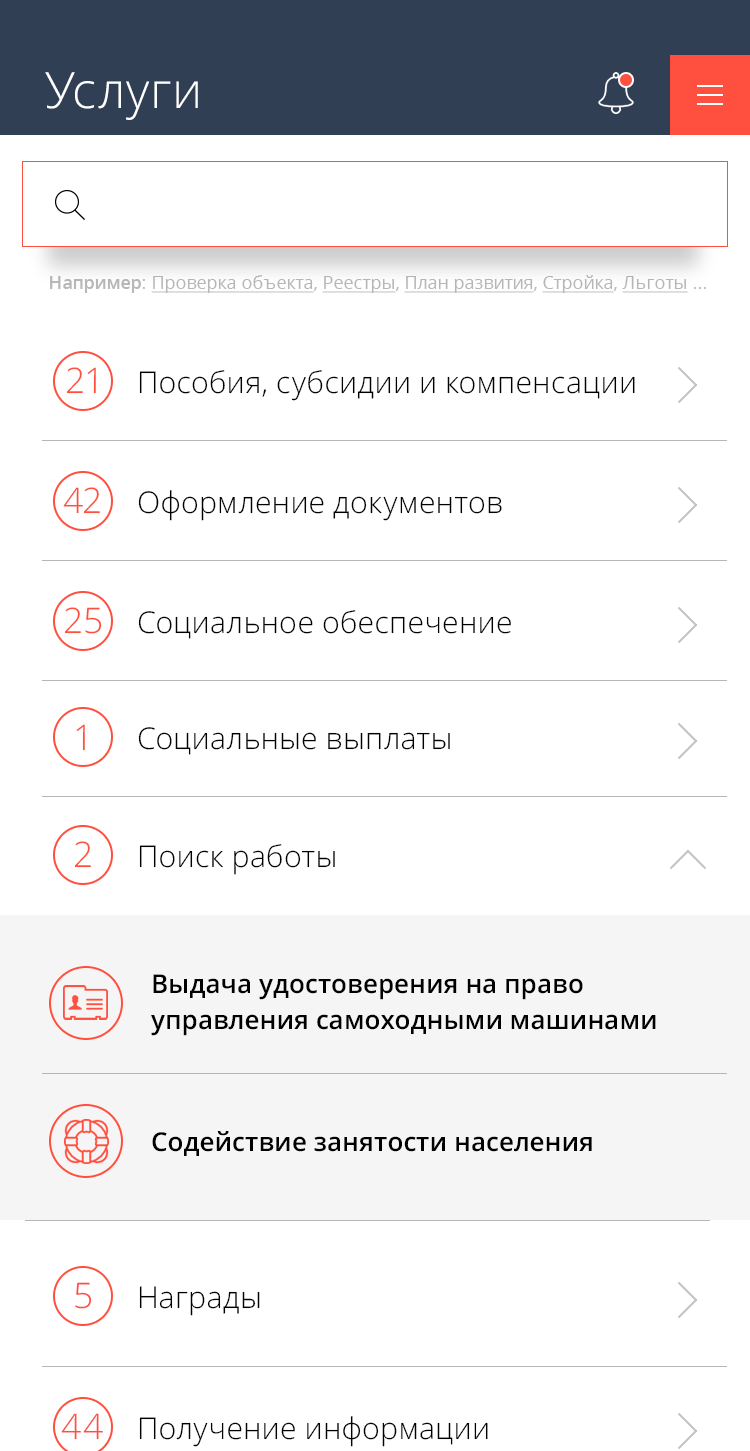 Услуги
Например: Проверка объекта, Реестры, План развития, Стройка, Льготы ...
21 Пособия, субсидии и компенсации
42 Оформление документов
25 Социальное обеспечение
1 Социальные выплаты
2 Поиск работы
Выдача удостоверения на право
управления самоходными машинами
Содействие занятости населения
5 Награды
44 Получение информации